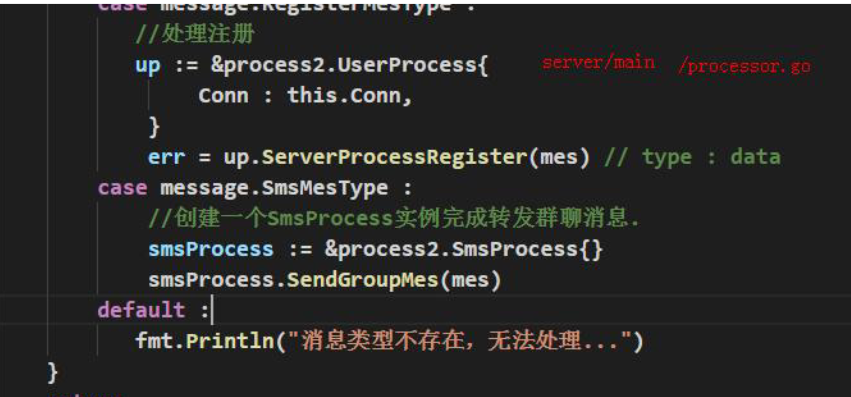 case message.RegisterMesType :
//处理注册
up := &process2.UserProcess{ server/main /processor.go
Conn : this.Conn,
}
err = up.ServerProcessRegister(mes) // type : data
case message.SmsMesType :
//创建一个SmsProcess实例完成转发群聊消息.
smsProcess := &process2.SmsProcess{}
smsProcess.SendGroupMes(mes)
default :
fmt.Println("消息类型不存在，无法处理...")
}